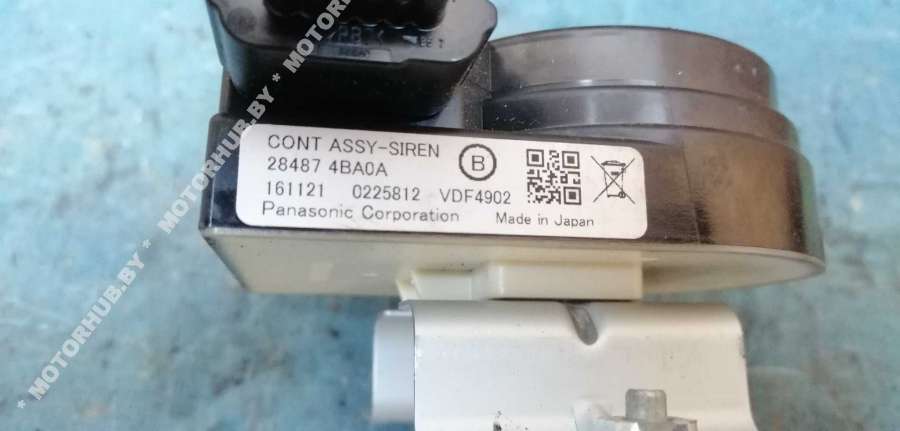 >PBT<
CONT ASSY-SIREN
28487 4BA0A
B
161121 0225812 VDF4902
Panasonic Corporation
Made in Japan
* MOTORHUB.BY * MOTORHUB.BY * MOTORHUB.BY